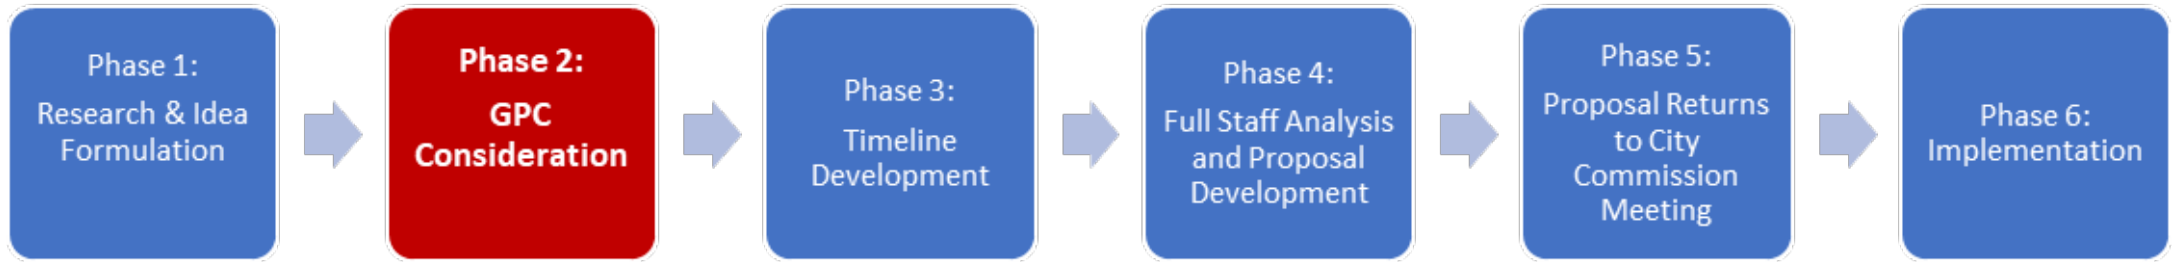 Phase 1:
Research & Idea
Formulation
Phase 2:
GPC
Consideration
Phase 3:
Timeline
Development
Phase 4:
Full Staff Analysis
and Proposal
Development
Phase 5:
Proposal Returns
to City
Commission
Meeting
Phase 6:
Implementation